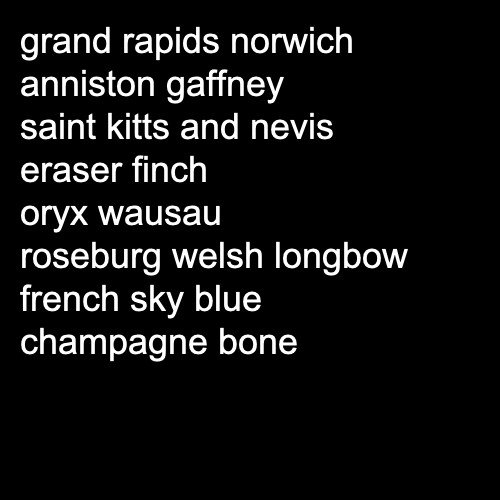 grand rapids norwich
anniston gaffney
saint kitts and nevis
eraser finch
oryx wausau
roseburg welsh longbow
french sky blue
champagne bone